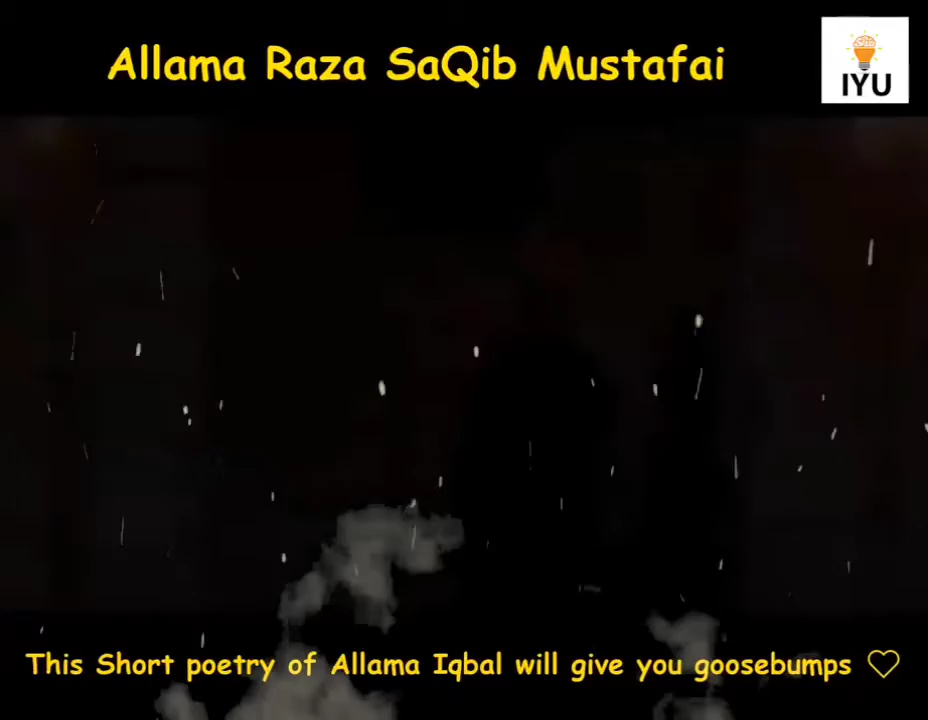 Allama Raza SaQib Mustafai
IYU
This Short poetry of Allama Iqbal will give you goosebumps ♡